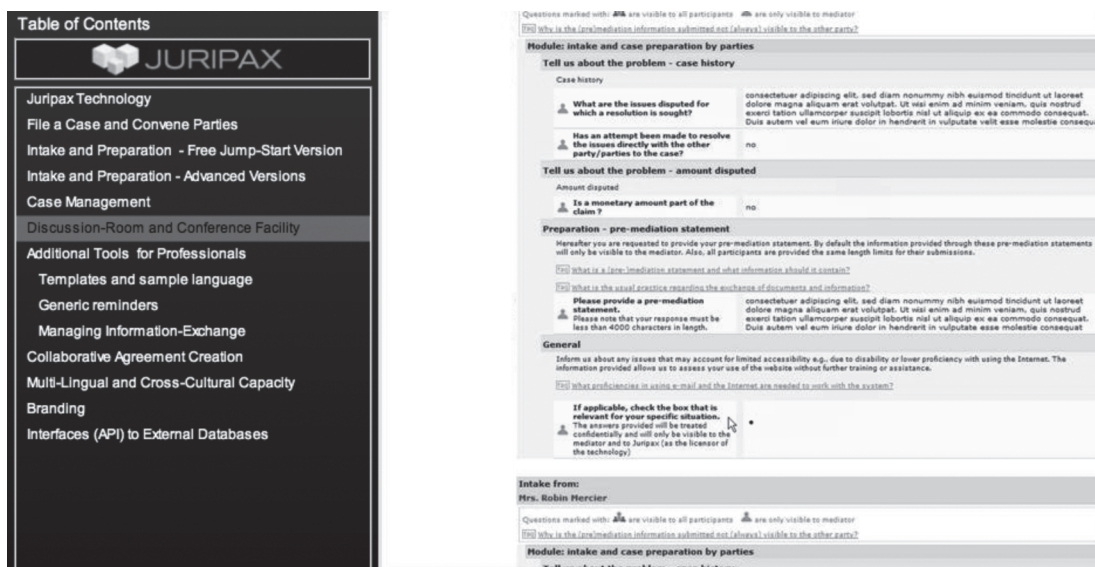 Table of Contents
JURIPAX
Juripax Technology
File a Case and Convene Parties
Intake and Preparation - Free Jump-Start Version
Intake and Preparation - Advanced Versions
Case Management
Discussion-Room and Conference Facility
Additional Tools for Professionals
Templates and sample language
Generic reminders
Managing Information-Exchange
Collaborative Agreement Creation
Multi-Lingual and Cross-Cultural Capacity
Branding
Interfaces (API) to External Databases
Questions marked with: are visible to all participants are only visible to mediator
Why is the (pre)mediation information submitted not (always) visible to the other party?
Module: intake and case preparation by parties
Tell us about the problem - case history
Case history
What are the issues disputed for
which a resolution is sought?
consectetuer adipiscing elit, sed diam nonummy nibh euismod tincidunt ut laoreet
dolore magna aliquam erat volutpat. Ut wisi enim ad minim veniam, quis nostrud
exerci tation ullamcorper suscipit lobortis nisl ut aliquip ex ea commodo consequat.
Duis autem vel eum iriure dolor in hendrerit in vulputate velit esse molestie consequ
Has an attempt been made to resolve
the issues directly with the other
party/parties to the case?
no
Tell us about the problem - amount disputed
Amount disputed
Is a monetary amount part of the
claim ?
no
Preparation - pre-mediation statement
Hereafter you are requested to provide your pre-mediation statement. By default the information provided through these pre-mediation statements
will only be visible to the mediator. Also, all participants are provided the same length limits for their submissions.
What is a (pre-)mediation statement and what information should it contain?
What is the usual practice regarding the exchange of documents and information?
Please provide a pre-mediation
statement.
Please note that your response must be
less than 4000 characters in length.
consectetuer adipiscing elit, sed diam nonummy nibh euismod tincidunt ut laoreet
dolore magna aliquam erat volutpat. Ut wisi enim ad minim veniam, quis nostrud
exerci tation ullamcorper suscipit lobortis nisl ut aliquip ex ea commodo consequat.
Duis autem vel eum iriure dolor in hendrerit in vulputate esse molestie consequat
General
Inform us about any issues that may account for limited accessibility e.g., due to disability or lower proficiency with using the Internet. The
information provided allows us to assess your use of the website without further training or assistance.
What proficiencies in using e-mail and the Internet are needed to work with the system?
If applicable, check the box that is
relevant for your specific situation.
The answers provided will be treated
confidentially and will only be visible to the
mediator and to Juripax (as the licensor of
the technology)
Intake from:
Mrs. Robin Mercier
Questions marked with: are visible to all participants are only visible to mediator
Why is the (pre)mediation information submitted not (always) visible to the other party?
Module: intake and case preparation by parties